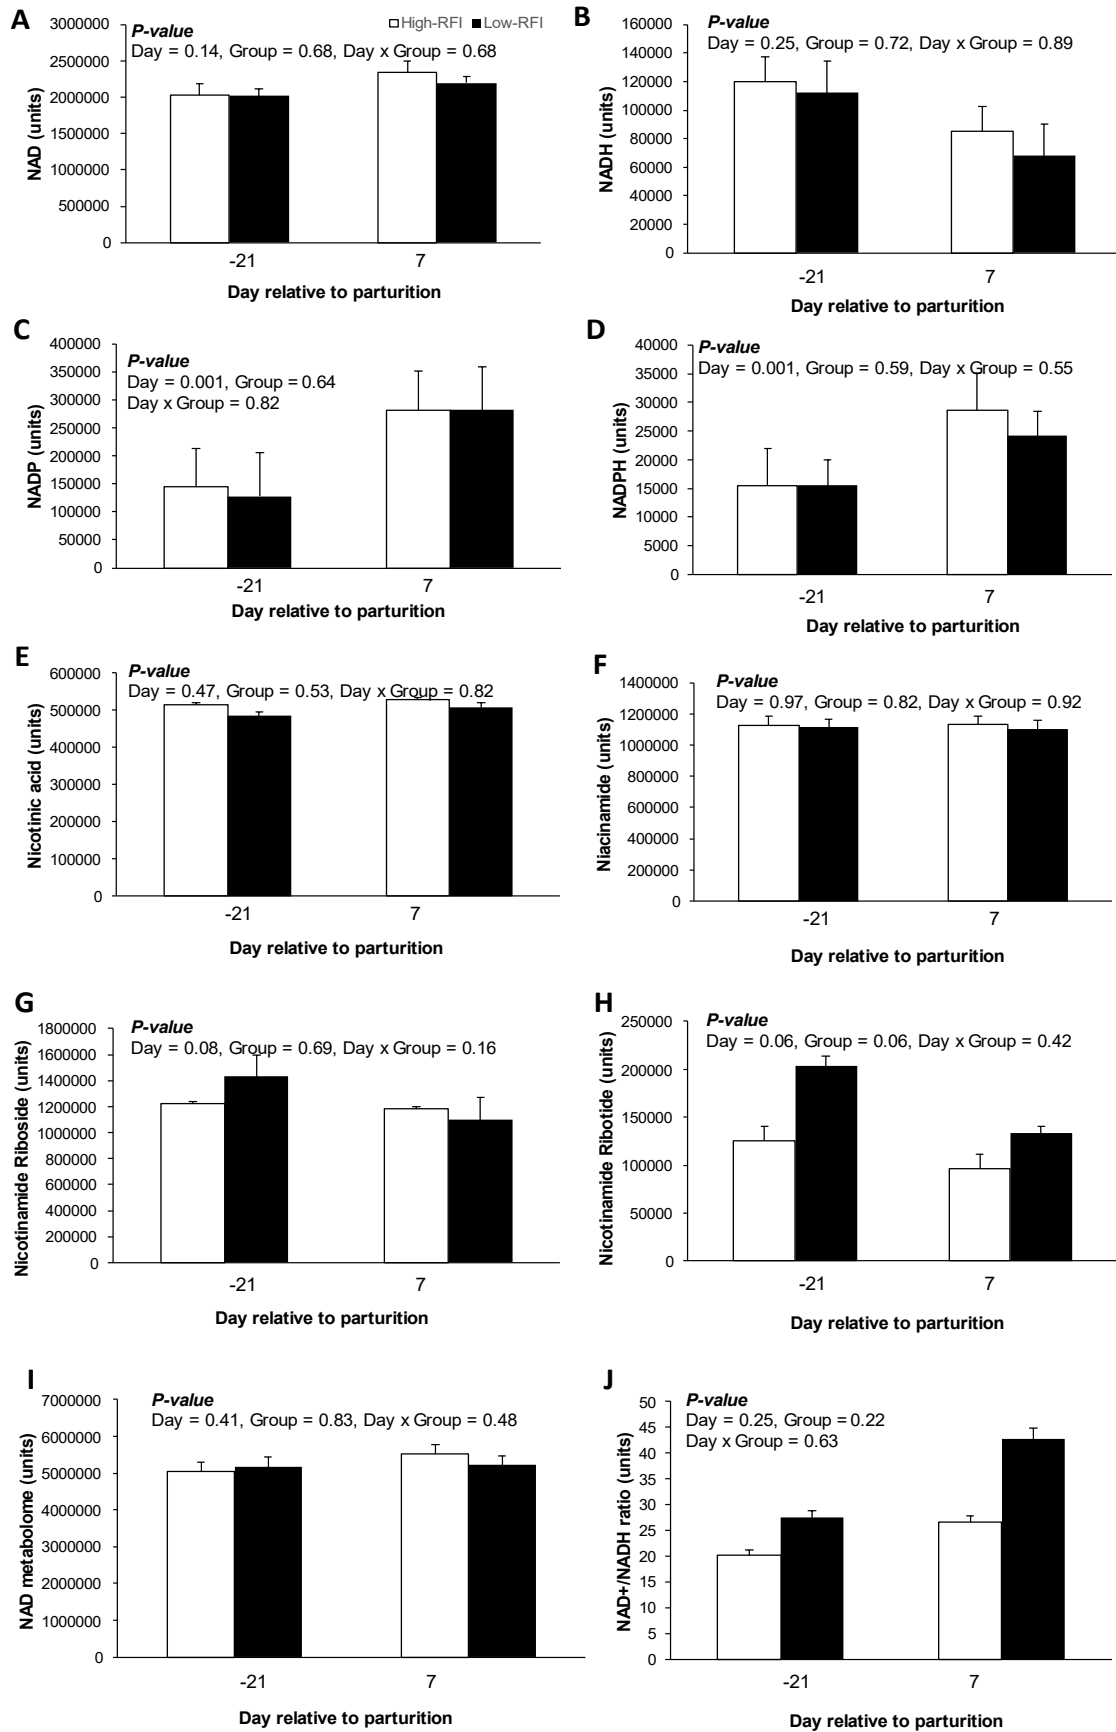 A
P-value
High-RFI Low-RFI
Day = 0.14, Group = 0.68, Day x Group = 0.68
3000000
2500000
2000000
1500000
1000000
500000
0
NAD (units)
-21 7
Day relative to parturition
B
P-value
Day = 0.25, Group = 0.72, Day x Group = 0.89
160000
140000
120000
100000
80000
60000
40000
20000
0
NADH (units)
-21 7
Day relative to parturition
C
P-value
Day = 0.001, Group = 0.64
Day x Group = 0.82
400000
350000
300000
250000
200000
150000
100000
50000
0
NADP (units)
-21 7
Day relative to parturition
D
P-value
Day = 0.001, Group = 0.59, Day x Group = 0.55
40000
35000
30000
25000
20000
15000
10000
5000
0
NADPH (units)
-21 7
Day relative to parturition
E
P-value
Day = 0.47, Group = 0.53, Day x Group = 0.82
600000
500000
400000
300000
200000
100000
0
Nicotinic acid (units)
-21 7
Day relative to parturition
F
P-value
Day = 0.97, Group = 0.82, Day x Group = 0.92
1400000
1200000
1000000
800000
600000
400000
200000
0
Niacinamide (units)
-21 7
Day relative to parturition
G
P-value
Day = 0.08, Group = 0.69, Day x Group = 0.16
1800000
1600000
1400000
1200000
1000000
800000
600000
400000
200000
0
Nicotinamide Riboside (units)
-21 7
Day relative to parturition
H
P-value
Day = 0.06, Group = 0.06, Day x Group = 0.42
250000
200000
150000
100000
50000
0
Nicotinamide Ribotide (units)
-21 7
Day relative to parturition
I
P-value
Day = 0.41, Group = 0.83, Day x Group = 0.48
7000000
6000000
5000000
4000000
3000000
2000000
1000000
0
NAD metabolome (units)
-21 7
Day relative to parturition
J
P-value
Day = 0.25, Group = 0.22
Day x Group = 0.63
50
45
40
35
30
25
20
15
10
5
0
NAD+/NADH ratio (units)
-21 7
Day relative to parturition